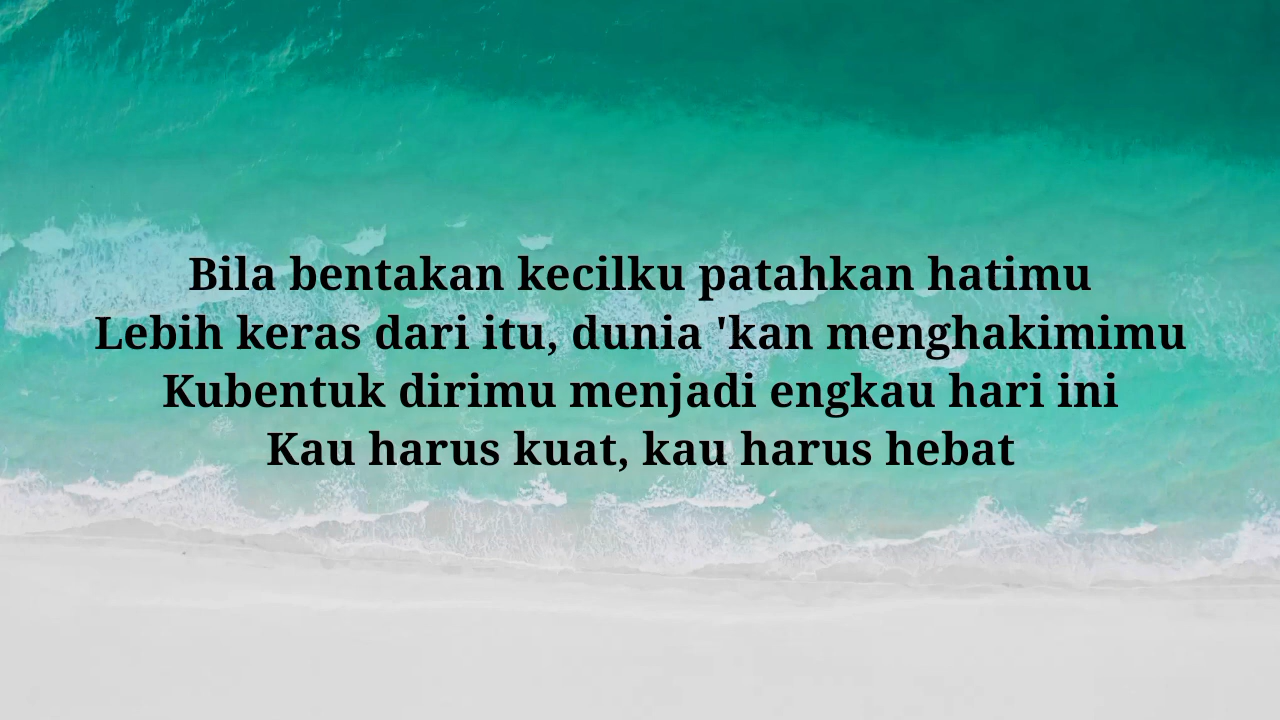 Bila bentakan kecilku patahkan hatimu
Lebih keras dari itu, dunia 'kan menghakimimu
Kubentuk dirimu menjadi engkau hari ini
Kau harus kuat, kau harus hebat